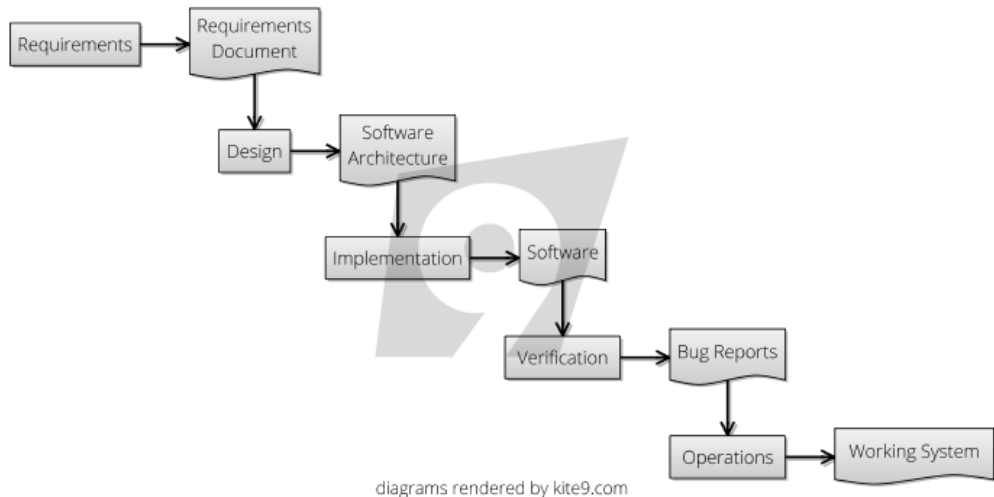 Requirements
Requirements
Document
Design
Software
Architecture
Implementation
Software
Verification
Bug Reports
Operations
Working System
diagrams rendered by kite9.com